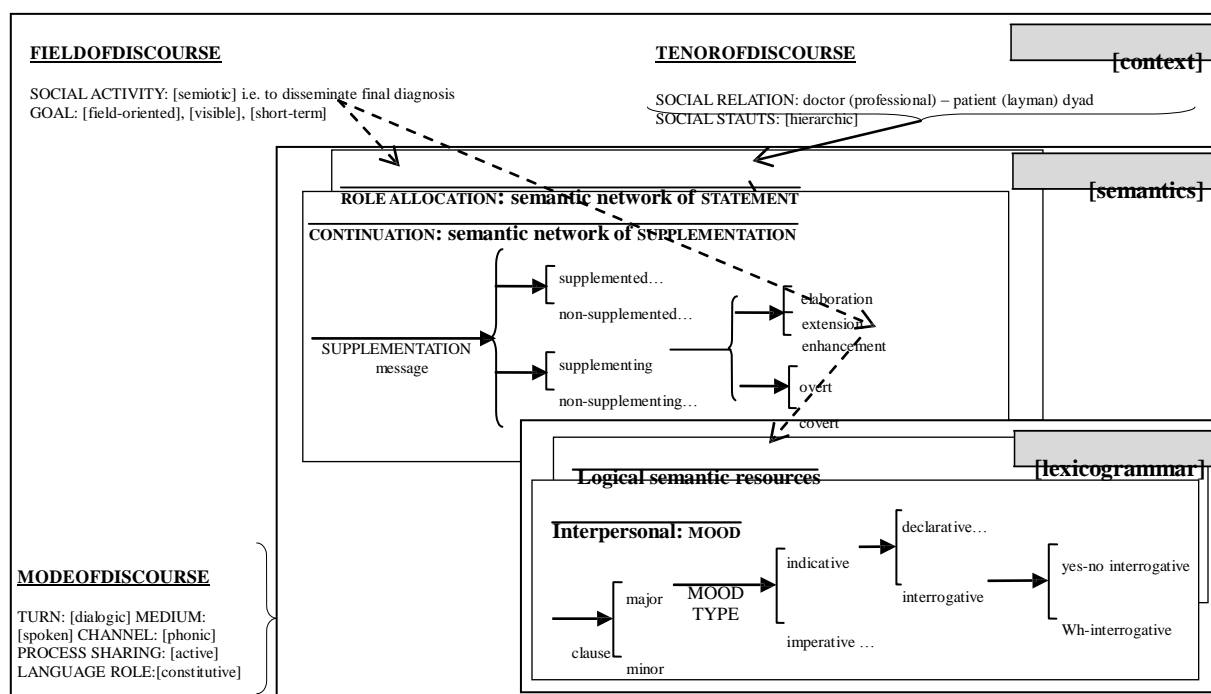 FIELDOFDISCOURSE
SOCIAL ACTIVITY: [semiotic] i.e. to disseminate final diagnosis
GOAL: [field-oriented], [visible], [short-term]
TENOROFDISCOURSE
SOCIAL RELATION: doctor (professional) – patient (layman) dyad
SOCIAL STAUTS: [hierarchic]
[context]
[semantics]
ROLE ALLOCATION: semantic network of STATEMENT
CONTINUATION: semantic network of SUPPLEMENTATION
SUPPLEMENTATION
message
supplemented…
non-supplemented…
supplementing
non-supplementing…
elaboration
extension
enhancement
overt
covert
[lexicogrammar]
Logical semantic resources
Interpersonal: MOOD
clause
major
minor
MOOD
TYPE
indicative
imperative …
declarative…
interrogative
yes-no interrogative
Wh-interrogative
MODEOFDISCOURSE
TURN: [dialogic] MEDIUM:
[spoken] CHANNEL: [phonic]
PROCESS SHARING: [active]
LANGUAGE ROLE:[constitutive]